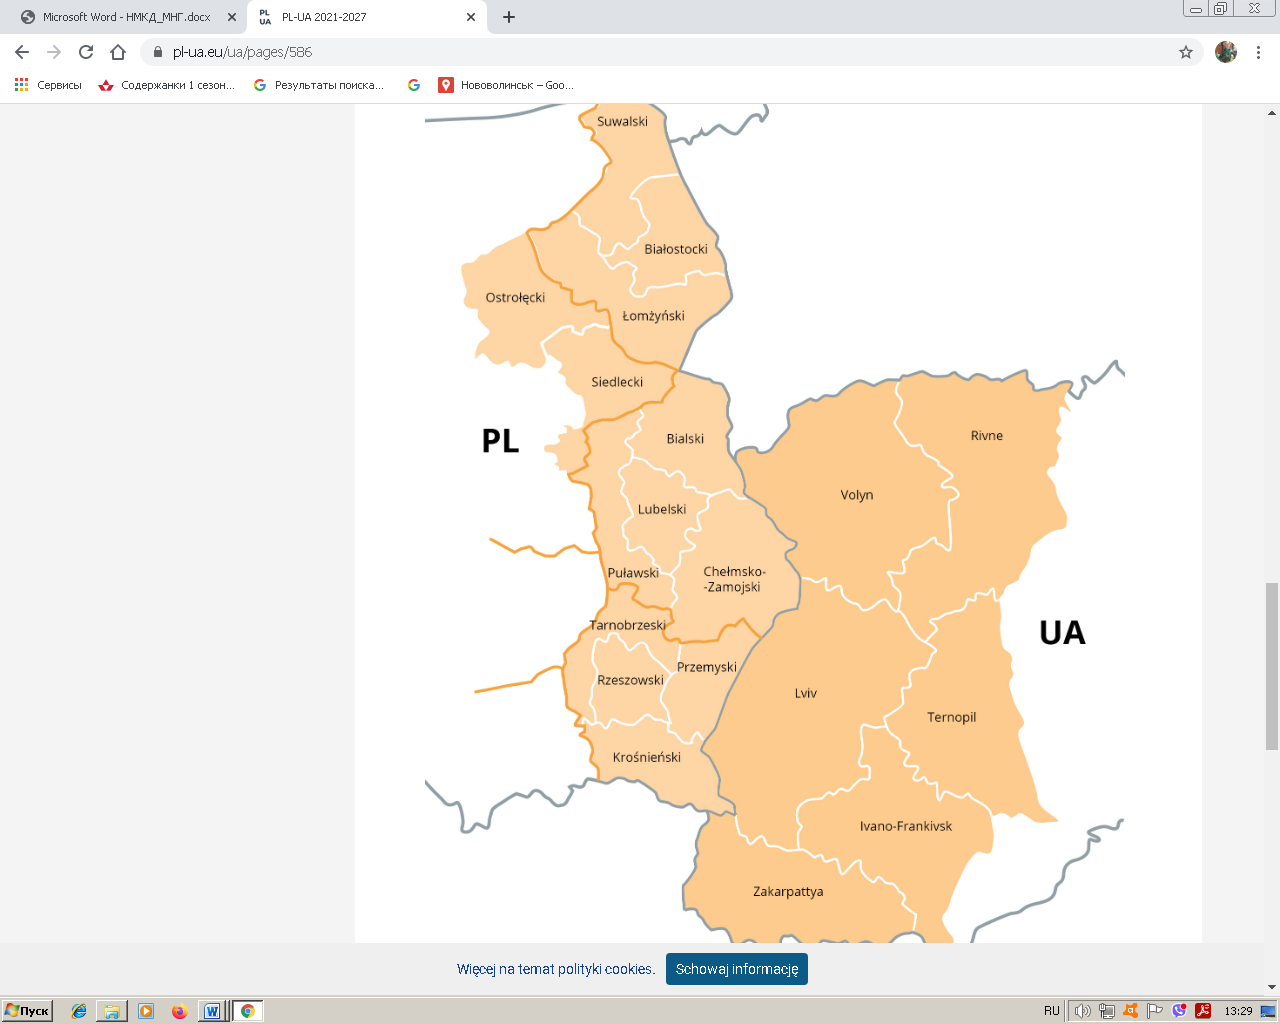 Microsoft Word - НМКД_МНГ.docx
PL UA
PL-UA 2021-2027
pl-ua.eu/ua/pages/586
Сервисы
Содержанки 1 сезон...
Результаты поиска...
Нововолинськ – Goo...
Suwalski
Białostocki
Ostrołęcki
Łomżyński
Siedlecki
PL
Bialski
Rivne
Volyn
Lubelski
Puławski
Chełmsko-
-Zamojski
Tarnobrzeski
UA
Przemyski
Rzeszowski
Lviv
Ternopil
Krośnieński
Ivano-Frankivsk
Zakarpattya
Więcej na temat polityki cookies.
Schowaj informację
Пуск
RU
13:29